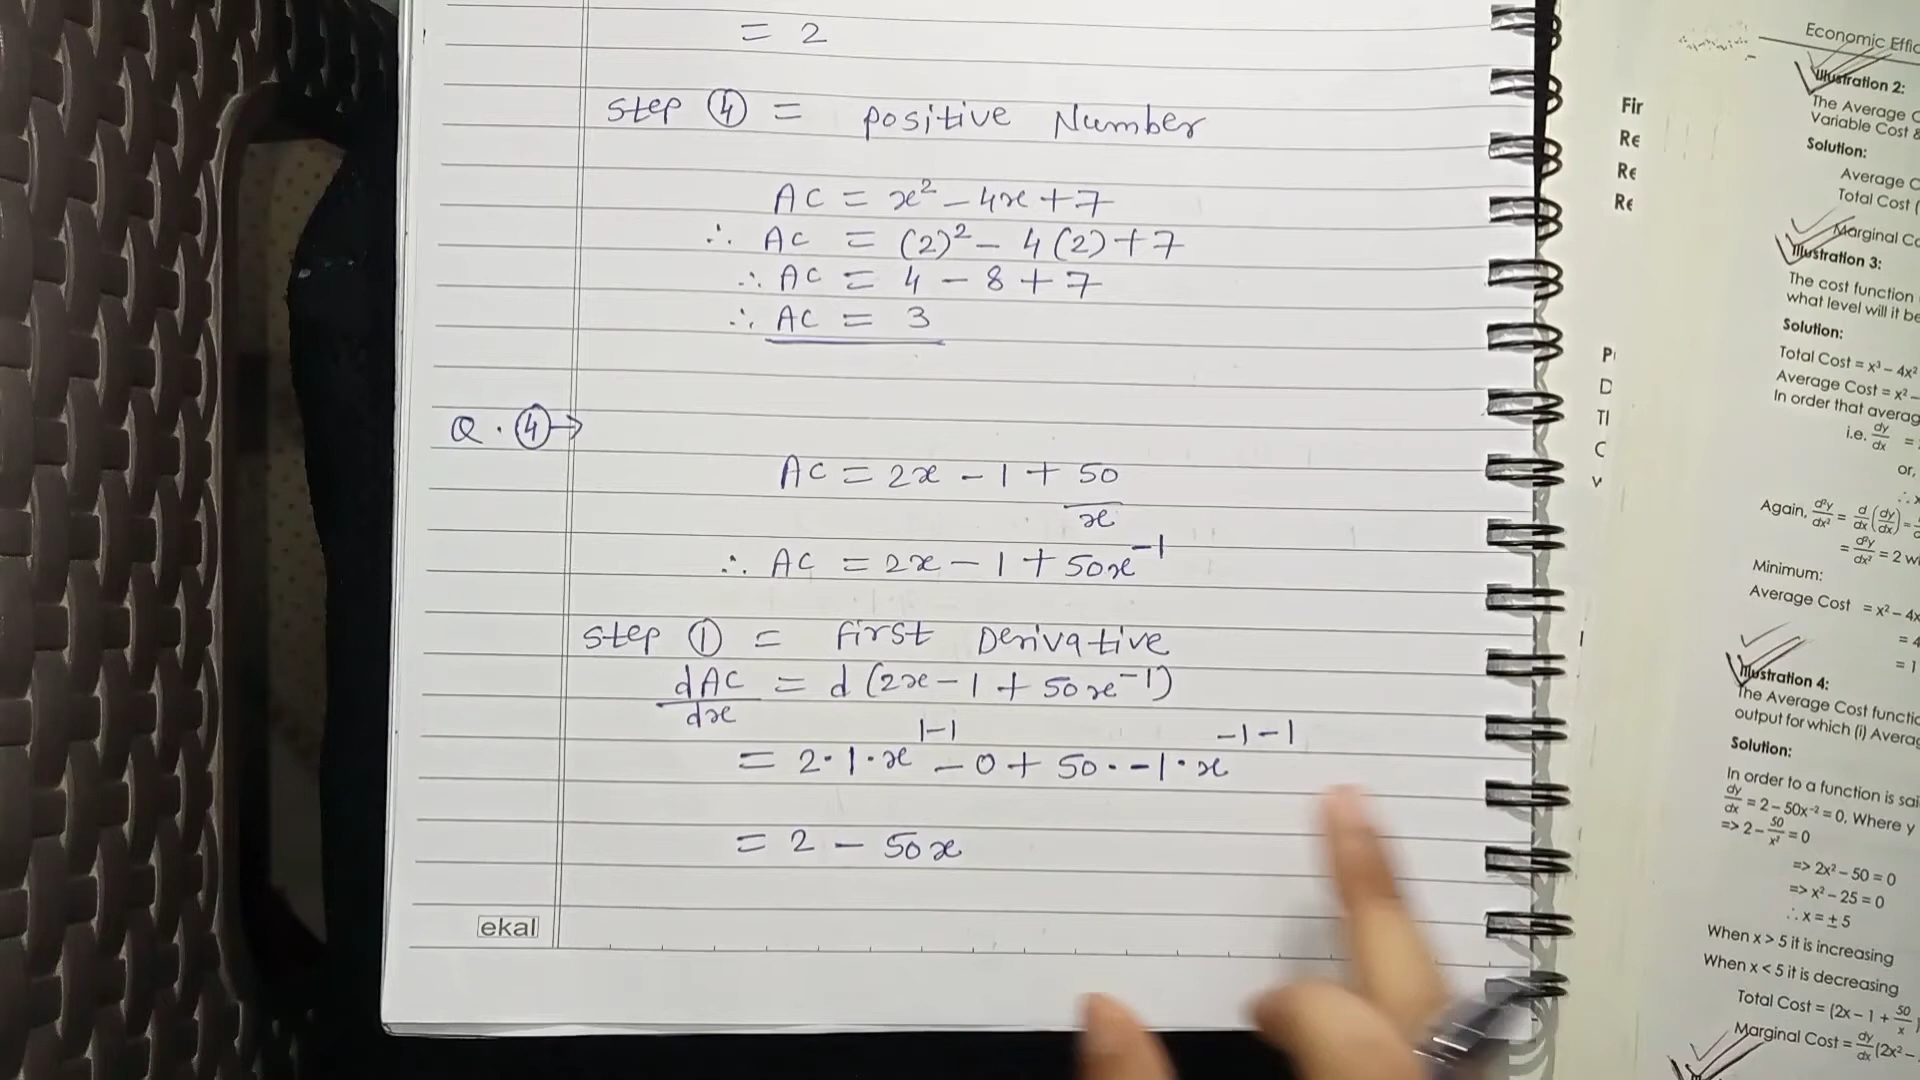 = 2
Step ④ = positive Number
AC = x² - 4x + 7
∴ AC = (2)² - 4(2) + 7
∴ AC = 4 - 8 + 7
∴ AC = 3
Q. ④ →
AC = 2x - 1 + 50
x
∴ AC = 2x - 1 + 50x⁻¹
Step ① = First Derivative
dAC = d (2x - 1 + 50x⁻¹)
dx
1-1 -1-1
= 2·1·x - 0 + 50·-1·x
= 2 - 50x
ekal
Fir
Re
Re
Re
D
Economic Effic
Illustration 2:
The Average C
Variable Cost &
Solution:
Average C
Total Cost (
Marginal Co
Illustration 3:
The cost function
what level will it be
Solution:
Total Cost = x³ – 4x²
Average Cost = x² –
In order that averag
i.e. dy/dx =
or,
Again, d²y/dx² = d/dx (dy/dx) =
= d²y/dx² = 2 w
Minimum:
Average Cost = x² – 4x
= 4
= 1
Illustration 4:
The Average Cost functio
output for which (i) Averag
Solution:
In order to a function is sai
dy/dx = 2 – 50x⁻² = 0, Where y
=> 2 – 50/x² = 0
=> 2x² – 50 = 0
=> x² – 25 = 0
∴ x = ± 5
When x > 5 it is increasing
When x < 5 it is decreasing
Total Cost = (2x – 1 + 50/x)
Marginal Cost = dy/dx (2x² –